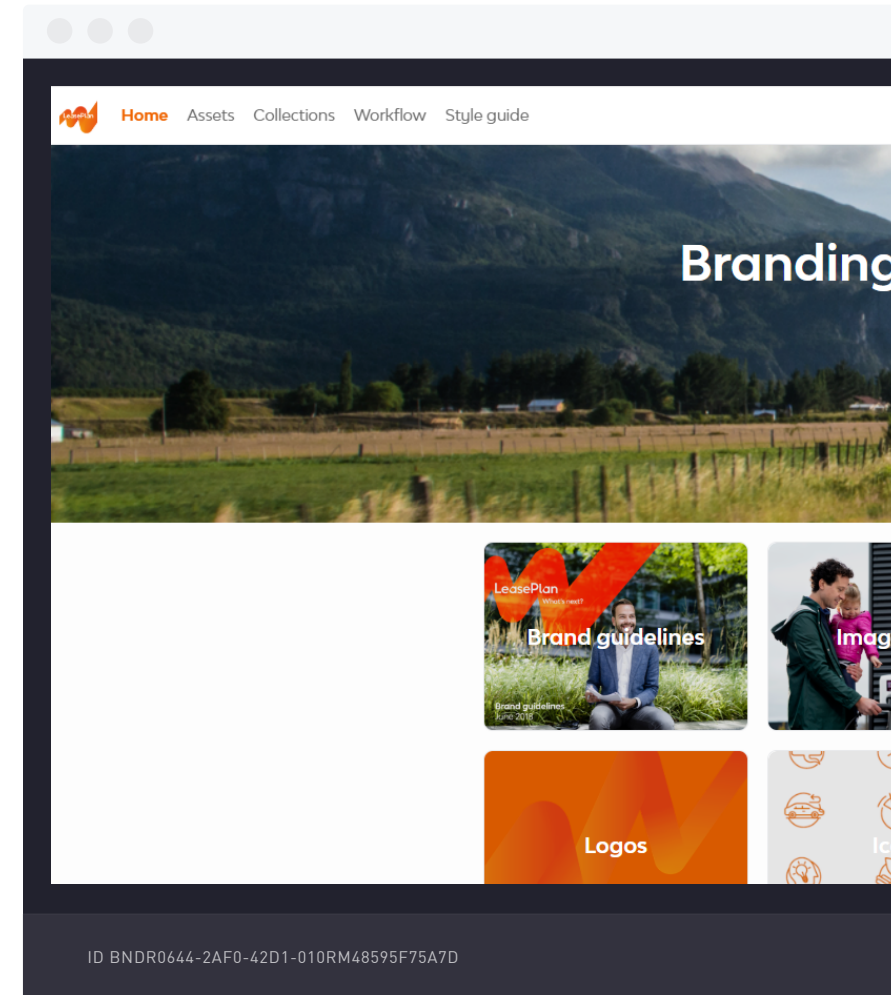 LeasePlan
Home Assets Collections Workflow Style guide
Branding
LeasePlan
What's next?
Brand guidelines
Brand guidelines
June 2018
Imag
Logos
Ic
ID BNDR0644-2AF0-42D1-010RM48595F75A7D